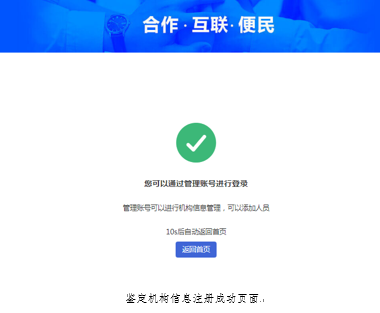 合作·互联·便民
您可以通过管理账号进行登录
管理账号可以进行机构信息管理，可以添加人员
10s后自动返回首页
返回首页
鉴定机构信息注册成功页面.